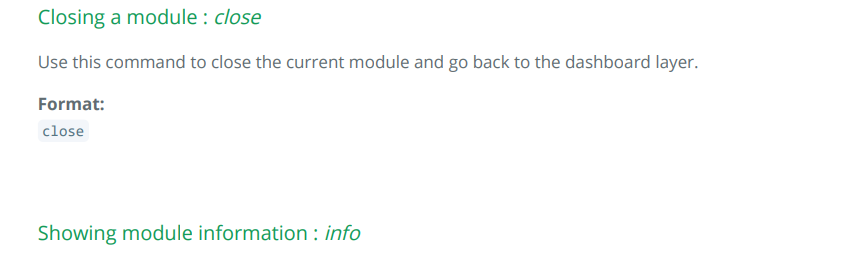 Closing a module : close
Use this command to close the current module and go back to the dashboard layer.
Format:
close
Showing module information : info